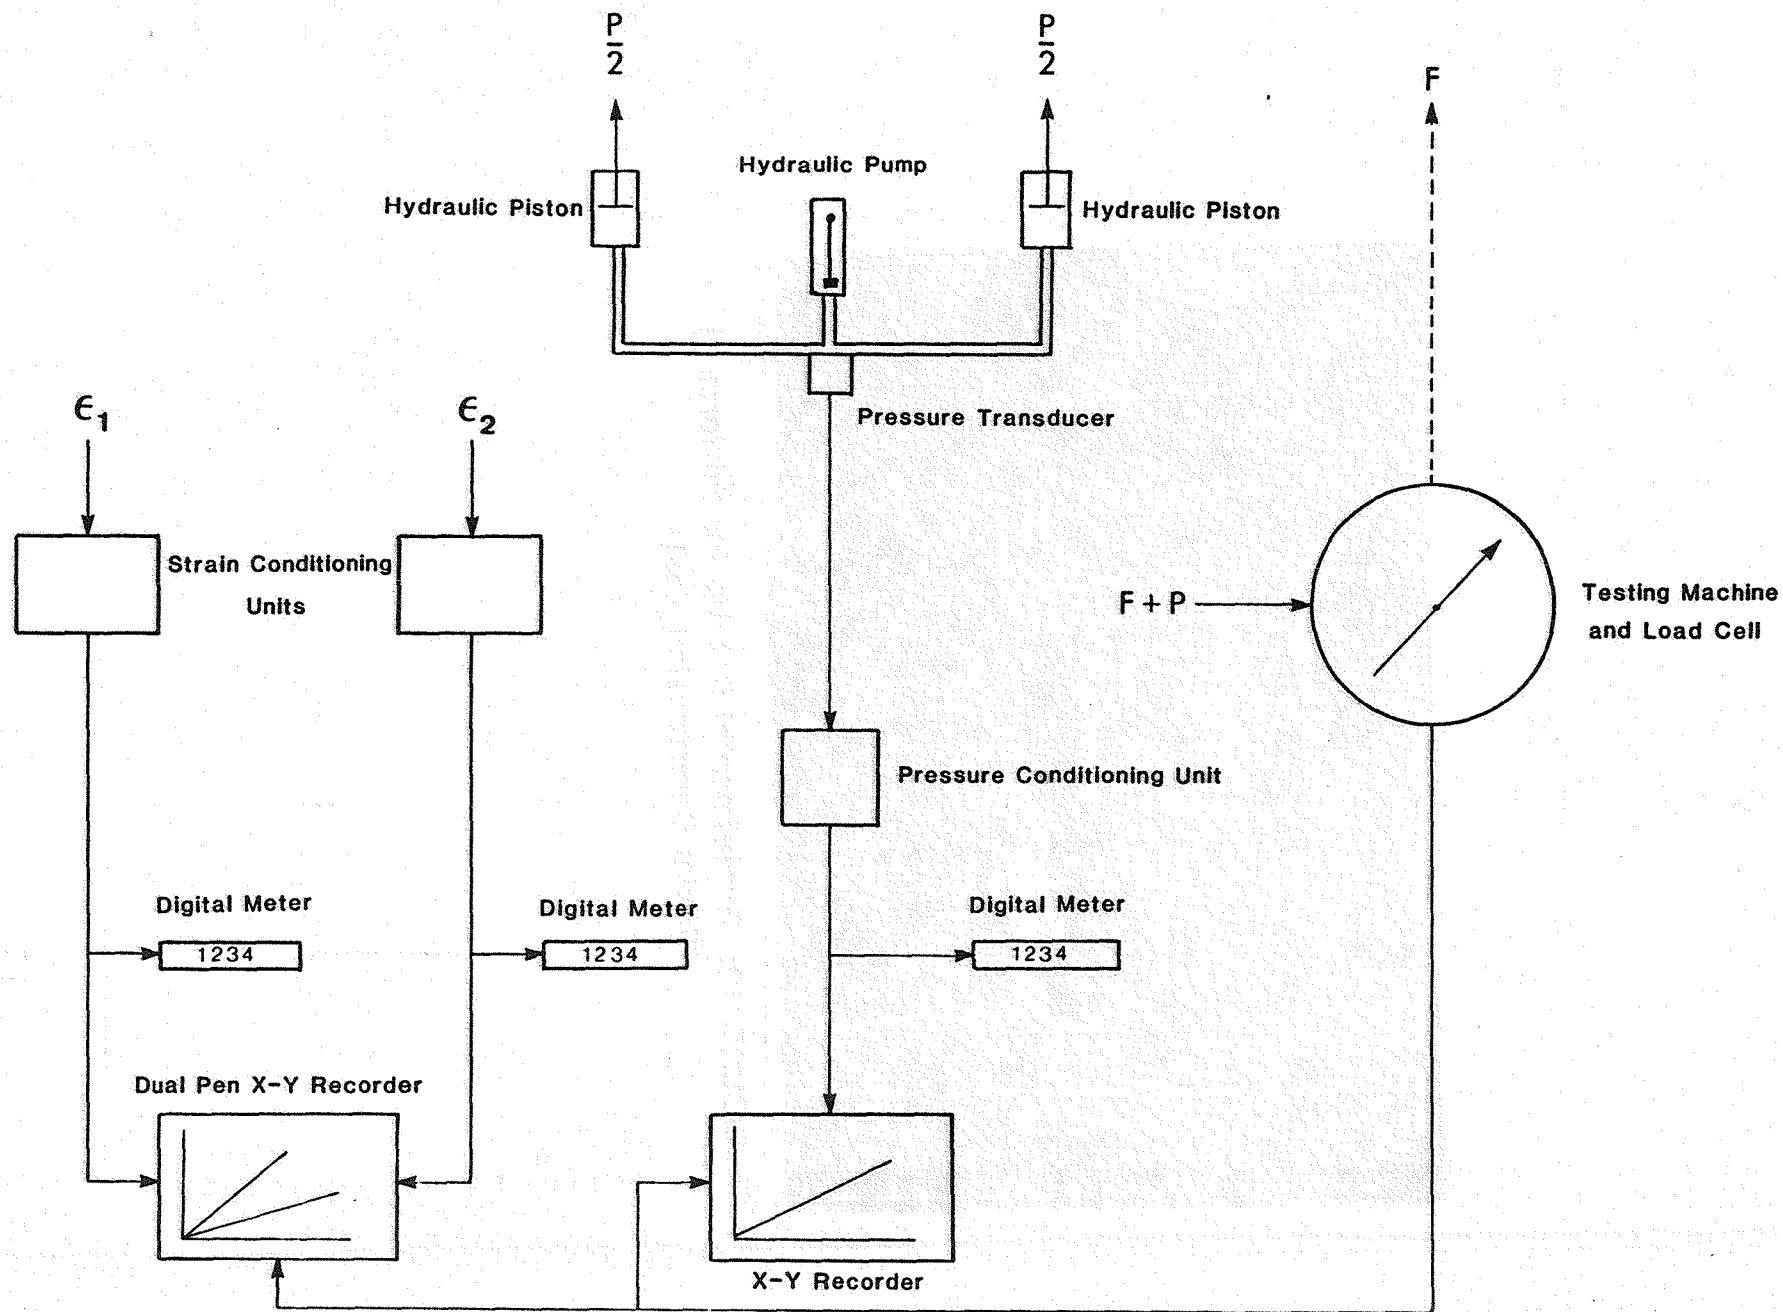 P
2
P
2
F
Hydraulic Pump
Hydraulic Piston
Hydraulic Piston
Pressure Transducer
ϵ1
ϵ2
Strain Conditioning
Units
F + P
Testing Machine
and Load Cell
Pressure Conditioning Unit
Digital Meter
1234
Digital Meter
1234
Digital Meter
1234
Dual Pen X-Y Recorder
X-Y Recorder